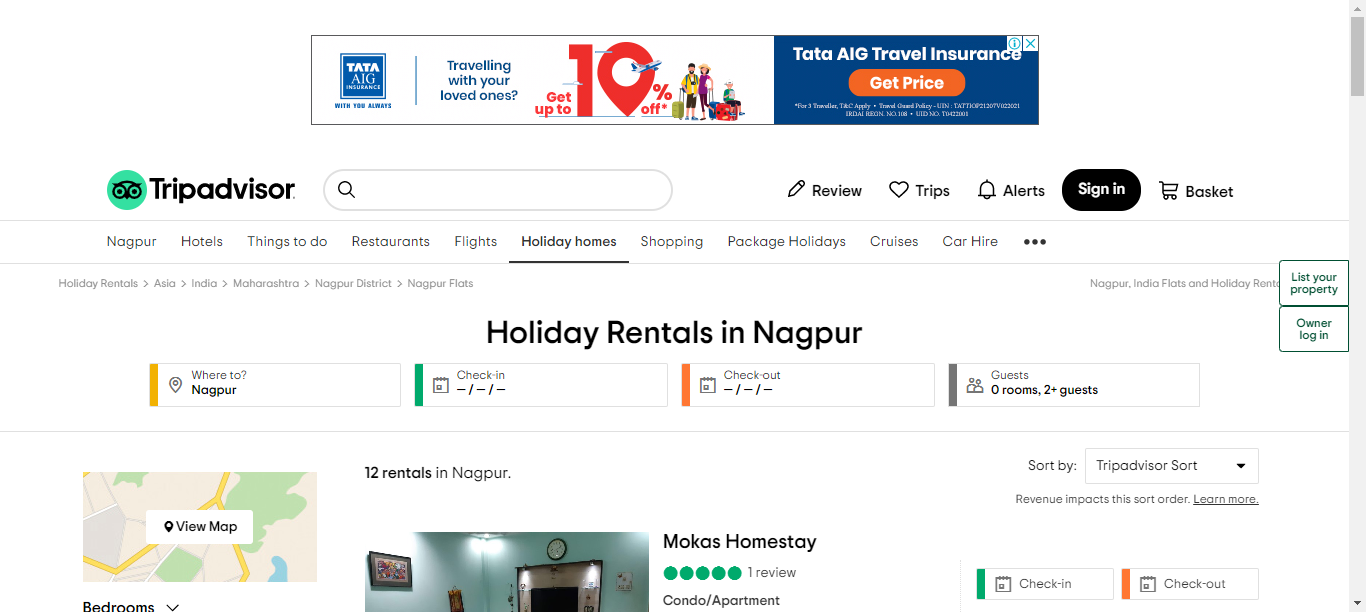 TATA
AIG
INSURANCE
WITH YOU ALWAYS
Travelling
with your
loved ones?
Get
up to
10%
off*
Tata AIG Travel Insurance
Get Price
*For 3 Traveller, T&C Apply • Travel Guard Policy - UIN : TATTIOP21207V022021
IRDAI REGN. NO.108 • UID NO. T0422001
Tripadvisor
Review
Trips
Alerts
Sign in
Basket
Nagpur
Hotels
Things to do
Restaurants
Flights
Holiday homes
Shopping
Package Holidays
Cruises
Car Hire
Holiday Rentals > Asia > India > Maharashtra > Nagpur District > Nagpur Flats
Nagpur, India Flats and Holiday Renta
List your
property
Owner
log in
Holiday Rentals in Nagpur
Where to?
Nagpur
Check-in
– / – / –
Check-out
– / – / –
Guests
0 rooms, 2+ guests
View Map
12 rentals in Nagpur.
Sort by:
Tripadvisor Sort
Revenue impacts this sort order. Learn more.
Mokas Homestay
1 review
Condo/Apartment
Check-in
Check-out
Bedrooms